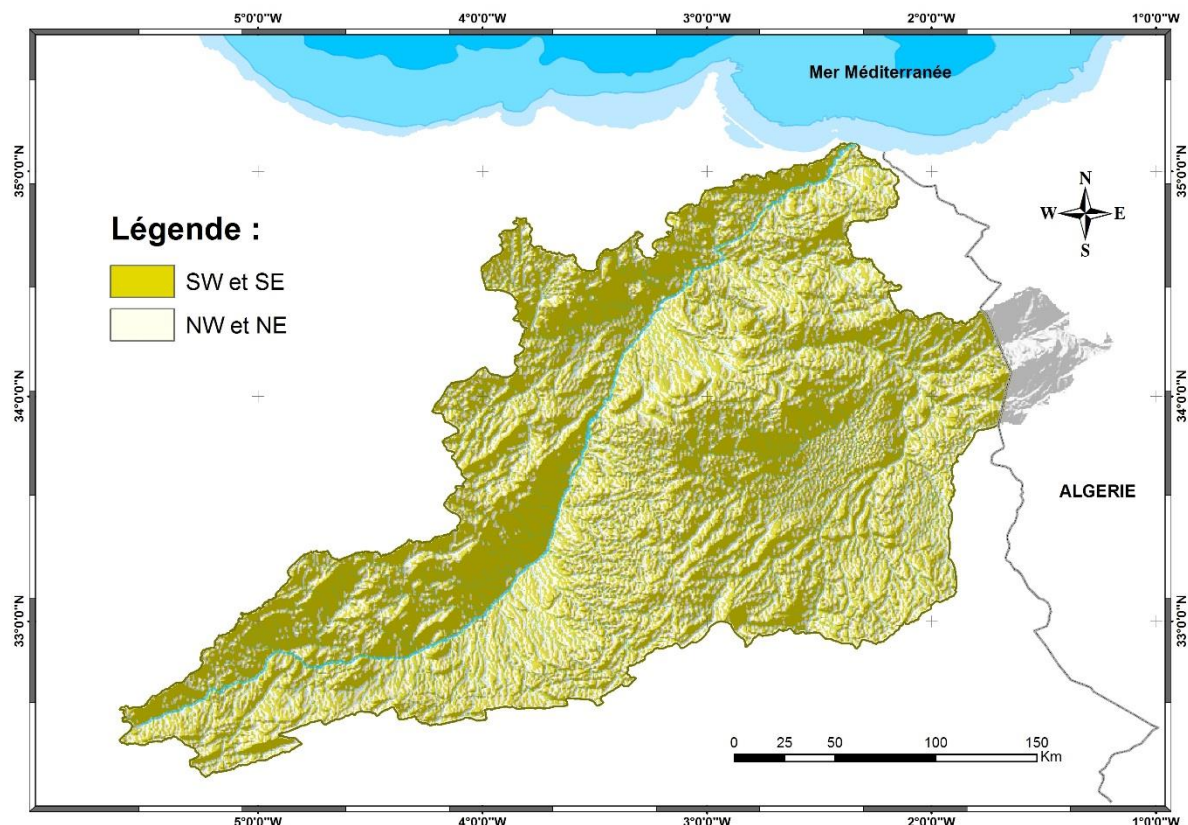 5°0'0"W 4°0'0"W 3°0'0"W 2°0'0"W 1°0'0"W
Mer Méditerranée
35°0'0"N 35°0'0"N
N
W E
S
Légende :
SW et SE
NW et NE
34°0'0"N 34°0'0"N
ALGERIE
33°0'0"N 33°0'0"N
0 25 50 100 150
Km
5°0'0"W 4°0'0"W 3°0'0"W 2°0'0"W 1°0'0"W